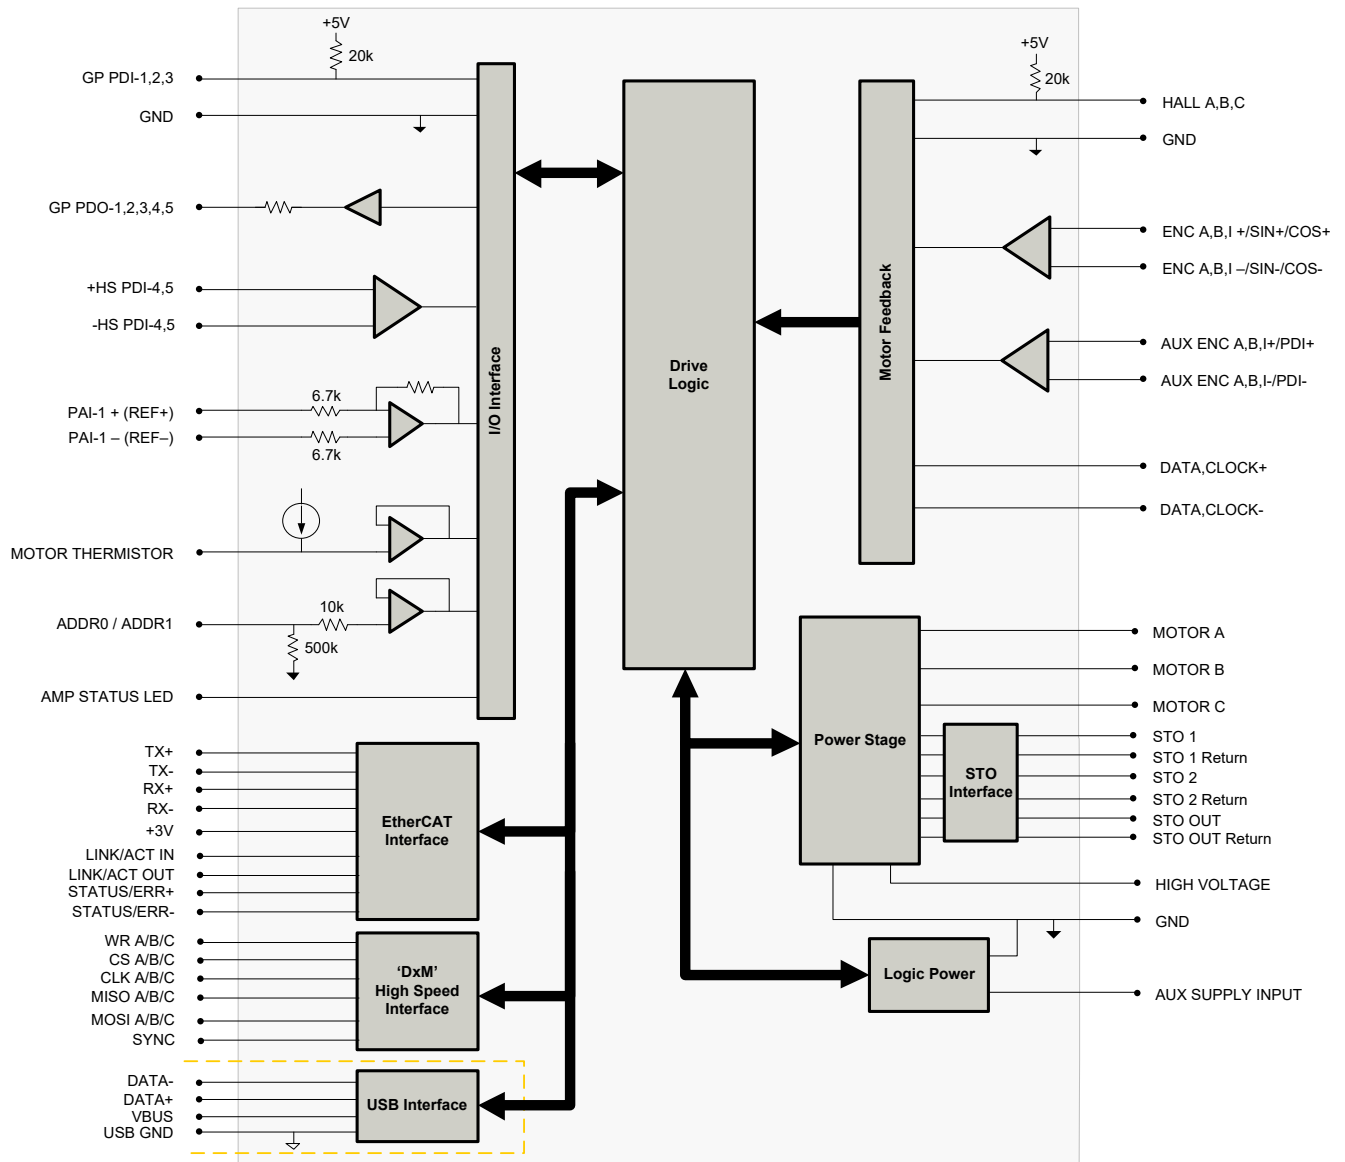 +5V
20k
GP PDI-1,2,3
GND
GP PDO-1,2,3,4,5
+HS PDI-4,5
-HS PDI-4,5
6.7k
PAI-1 + (REF+)
PAI-1 – (REF–)
6.7k
MOTOR THERMISTOR
10k
ADDR0 / ADDR1
500k
AMP STATUS LED
I/O Interface
TX+
TX-
RX+
RX-
+3V
LINK/ACT IN
LINK/ACT OUT
STATUS/ERR+
STATUS/ERR-
EtherCAT
Interface
WR A/B/C
CS A/B/C
CLK A/B/C
MISO A/B/C
MOSI A/B/C
SYNC
‘DxM’
High Speed
Interface
DATA-
DATA+
VBUS
USB GND
USB Interface
Drive
Logic
Motor Feedback
+5V
20k
HALL A,B,C
GND
ENC A,B,I +/SIN+/COS+
ENC A,B,I –/SIN-/COS-
AUX ENC A,B,I+/PDI+
AUX ENC A,B,I-/PDI-
DATA,CLOCK+
DATA,CLOCK-
Power Stage
MOTOR A
MOTOR B
MOTOR C
STO
Interface
STO 1
STO 1 Return
STO 2
STO 2 Return
STO OUT
STO OUT Return
HIGH VOLTAGE
GND
Logic Power
AUX SUPPLY INPUT